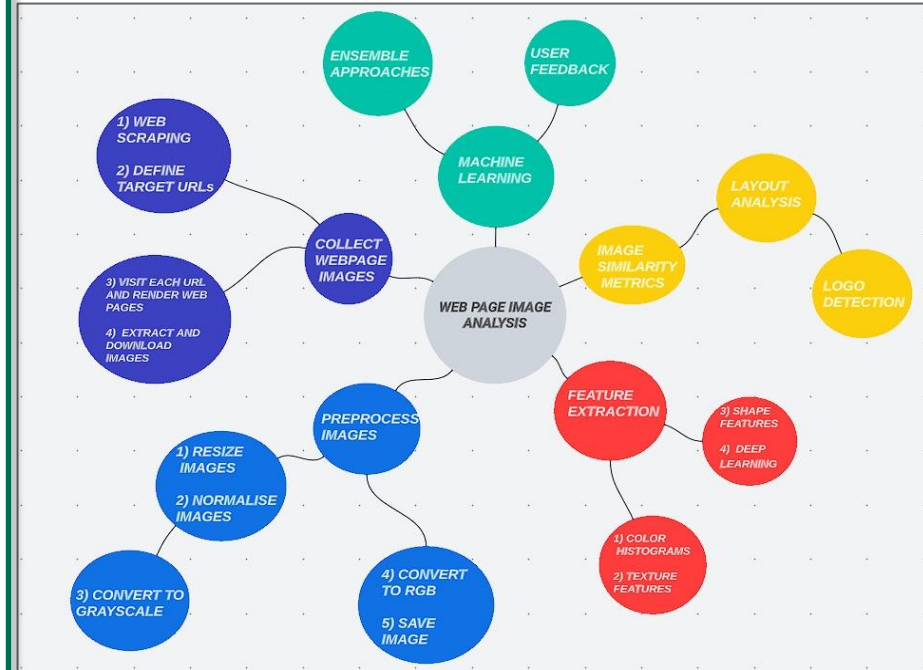 ENSEMBLE
APPROACHES
USER
FEEDBACK
1) WEB
SCRAPING
2) DEFINE
TARGET URLs
MACHINE
LEARNING
LAYOUT
ANALYSIS
COLLECT
WEBPAGE
IMAGES
IMAGE
SIMILARITY
METRICS
3) VISIT EACH URL
AND RENDER WEB
PAGES
4) EXTRACT AND
DOWNLOAD
IMAGES
LOGO
DETECTION
WEB PAGE IMAGE
ANALYSIS
PREPROCESS
IMAGES
FEATURE
EXTRACTION
3) SHAPE
FEATURES
4) DEEP
LEARNING
1) RESIZE
IMAGES
2) NORMALISE
IMAGES
1) COLOR
HISTOGRAMS
2) TEXTURE
FEATURES
3) CONVERT TO
GRAYSCALE
4) CONVERT
TO RGB
5) SAVE
IMAGE